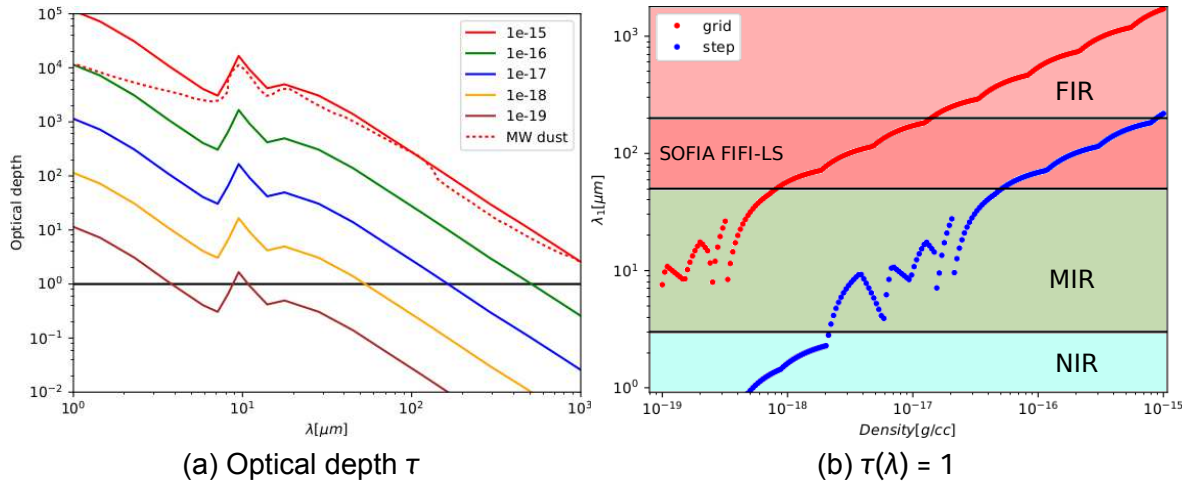 10^5
10^4
10^3
10^2
10^1
10^0
10^-1
10^-2
Optical depth
1e-15
1e-16
1e-17
1e-18
1e-19
MW dust
10^0
10^1
10^2
10^3
λ[μm]
(a) Optical depth τ
10^3
10^2
10^1
10^0
λ_1[μm]
grid
step
FIR
SOFIA FIFI-LS
MIR
NIR
10^-19
10^-18
10^-17
10^-16
10^-15
Density[g/cc]
(b) τ(λ) = 1